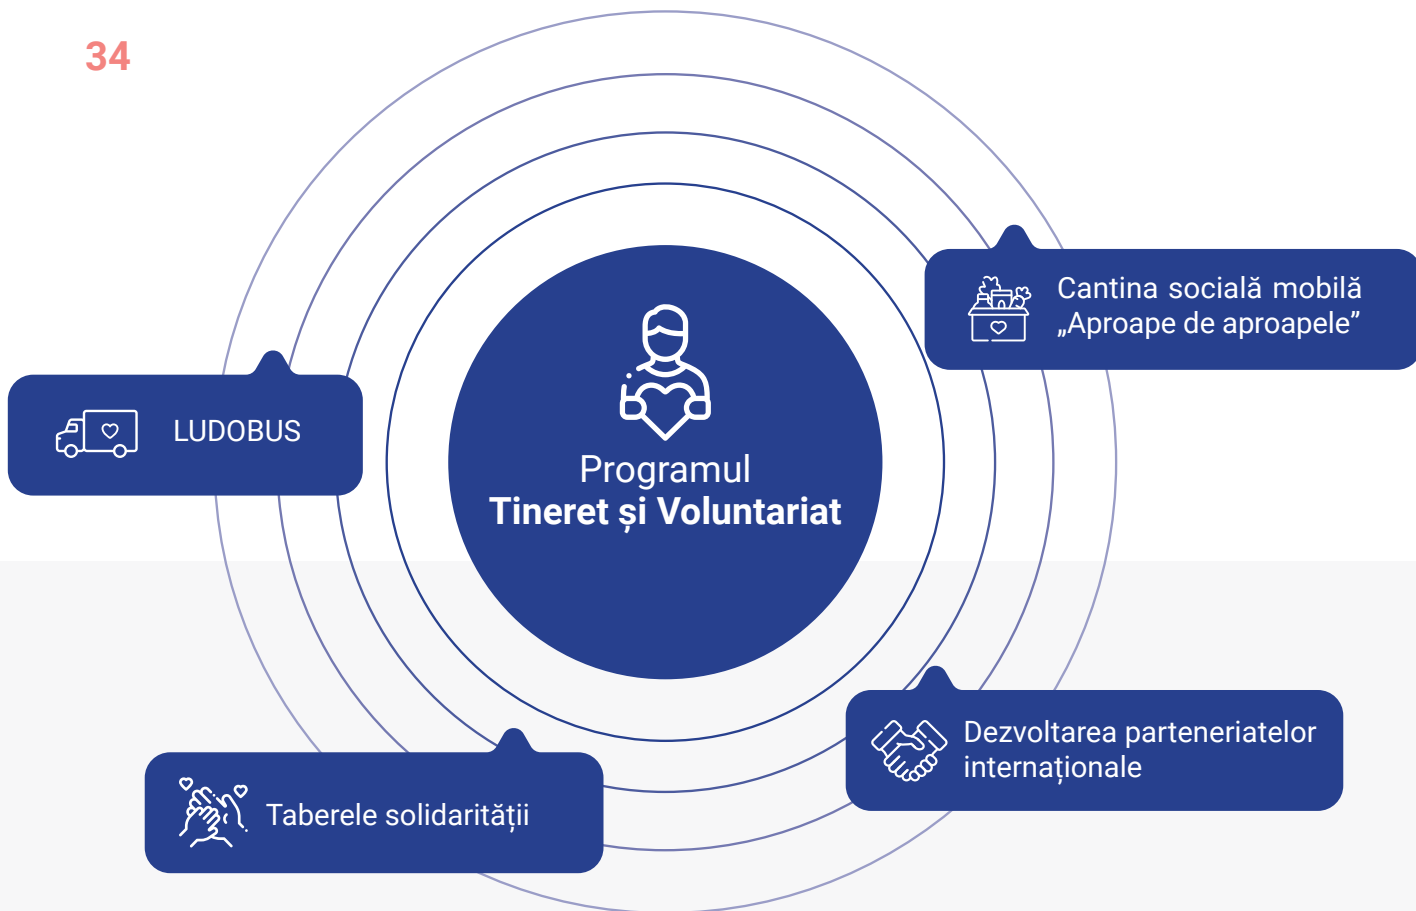 34
Cantina socială mobilă
„Aproape de aproapele”
LUDOBUS
Programul
Tineret și Voluntariat
Dezvoltarea parteneriatelor
internaționale
Taberele solidarității